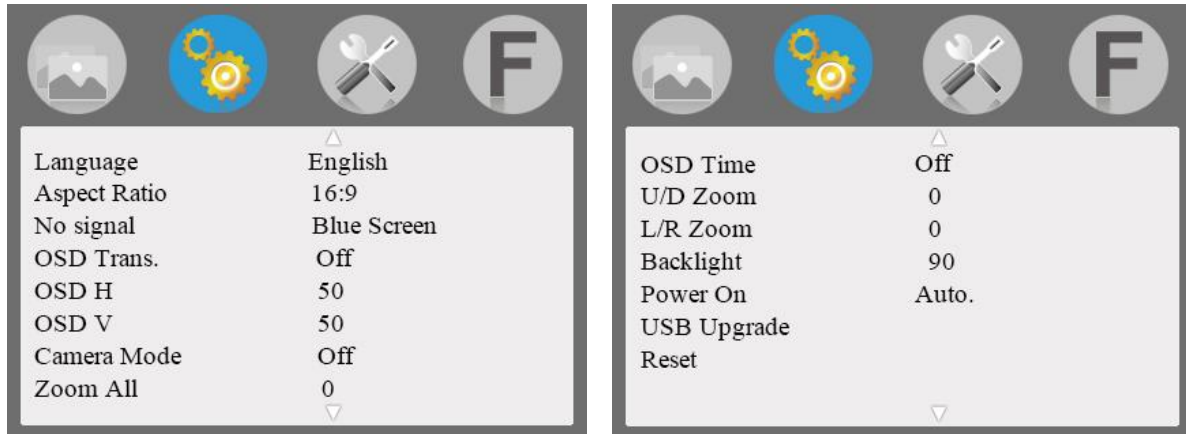 F
Language English
Aspect Ratio 16:9
No signal Blue Screen
OSD Trans. Off
OSD H 50
OSD V 50
Camera Mode Off
Zoom All 0
F
OSD Time Off
U/D Zoom 0
L/R Zoom 0
Backlight 90
Power On Auto.
USB Upgrade
Reset